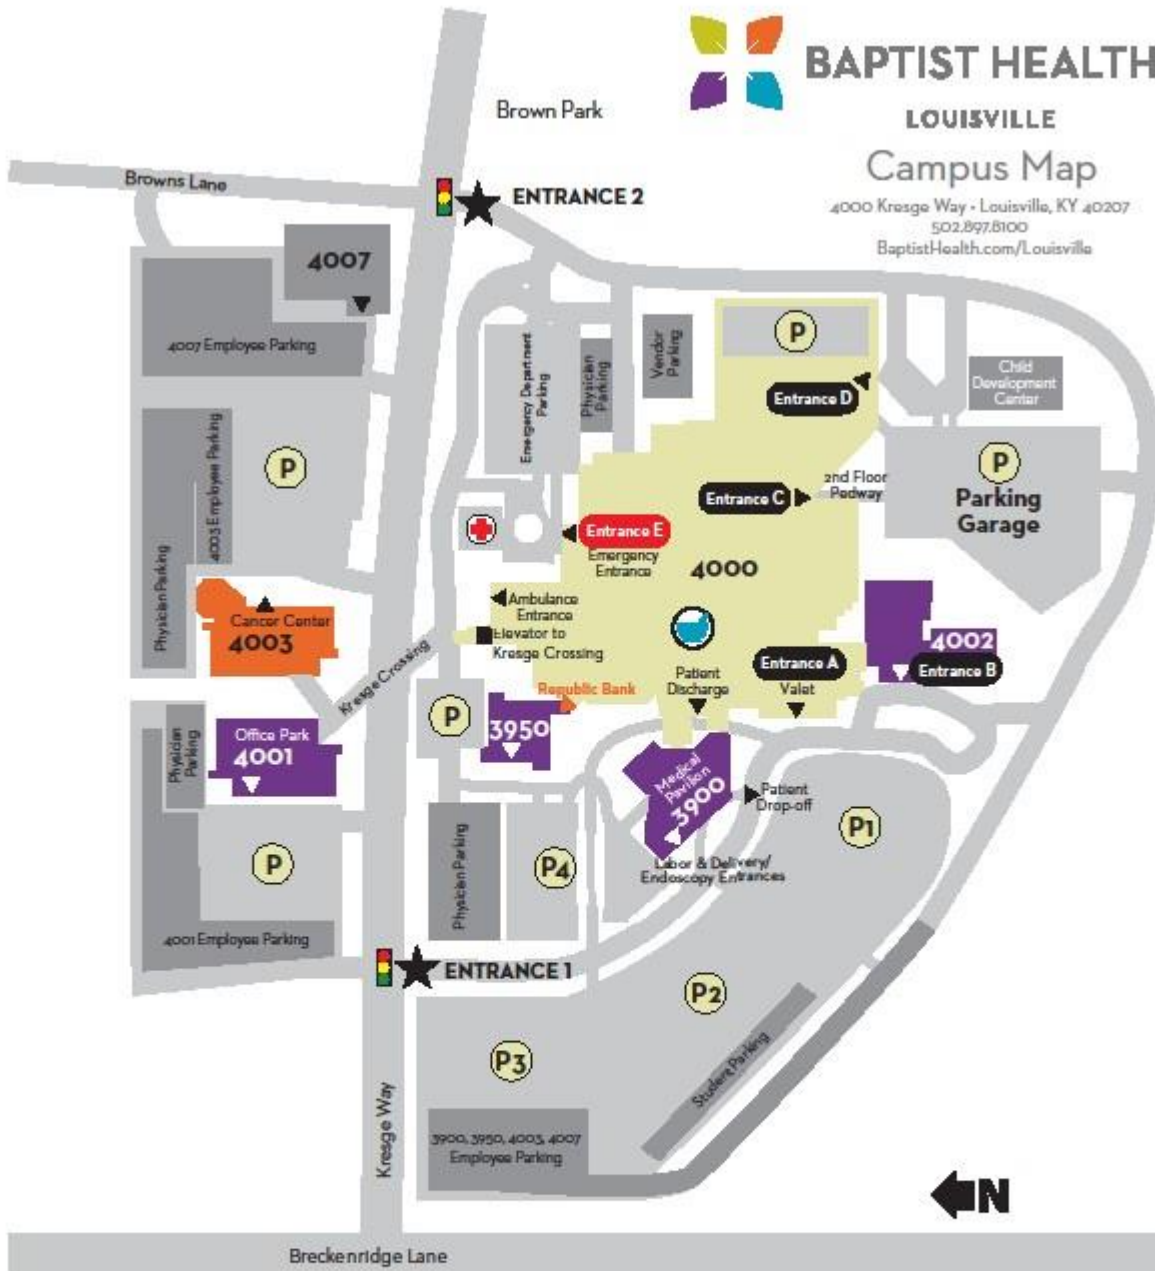 BAPTIST HEALTH
LOUISVILLE
Campus Map
4000 Kresge Way • Louisville, KY 40207
502.897.8100
BaptistHealth.com/Louisville
Brown Park
Browns Lane
ENTRANCE 2
4007
4007 Employee Parking
Emergency Department
Parking
Physician
Parking
Vendor
Parking
P
Entrance D
Child
Development
Center
4003 Employee Parking
P
Physician Parking
Entrance C
2nd Floor
Pedway
P
Parking
Garage
Entrance E
Emergency
Entrance
4000
Ambulance
Entrance
Elevator to
Kresge Crossing
Cancer Center
4003
Kresge Crossing
4002
Entrance B
Entrance A
Valet
Patient
Discharge
Republic Bank
P
3950
Physician
Parking
Office Park
4001
Medical
Pavilion
3900
Patient
Drop-off
P1
Labor & Delivery/
Endoscopy Entrances
P
Physician Parking
P4
4001 Employee Parking
ENTRANCE 1
P2
P3
Student Parking
Kresge Way
3900, 3950, 4003, 4007
Employee Parking
N
Breckenridge Lane